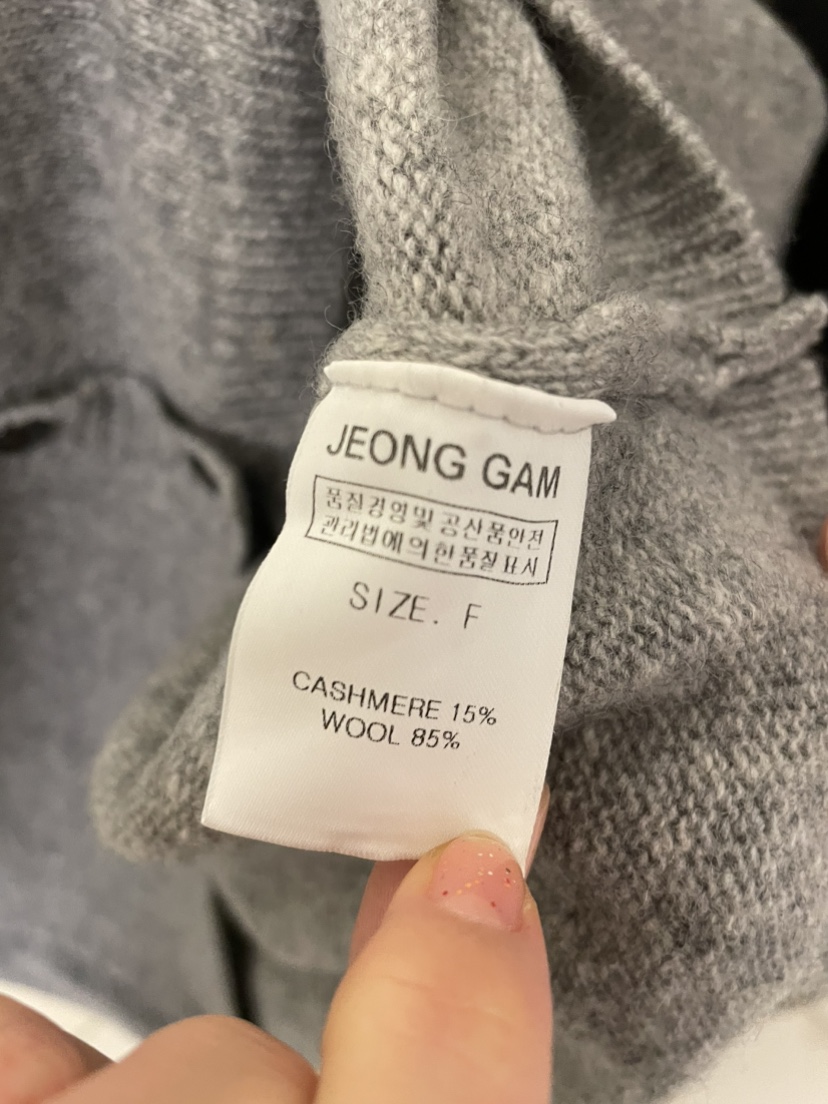 JEONG GAM
품질경영및 공산품안전
관리법에의한품질표시
SIZE. F
CASHMERE 15%
WOOL 85%